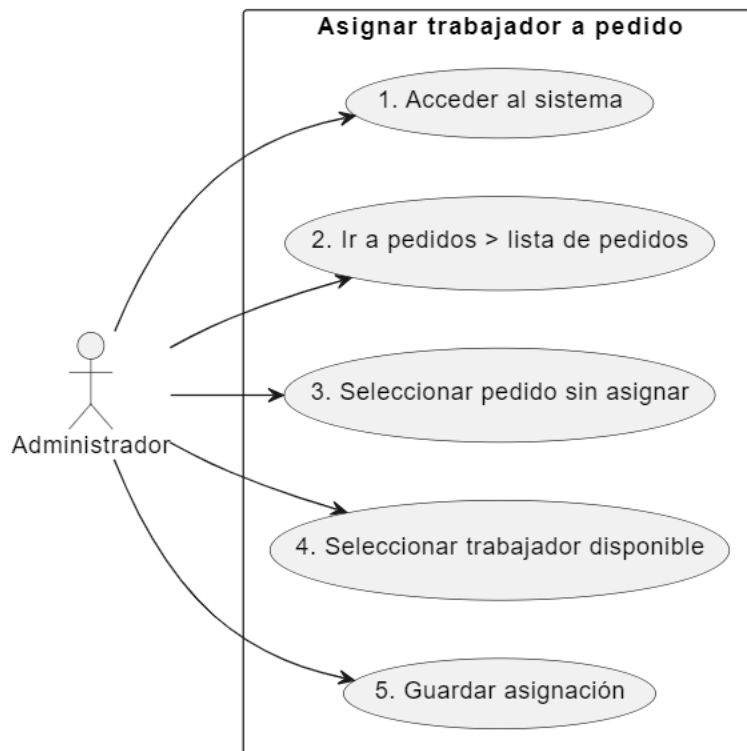 Asignar trabajador a pedido
1. Acceder al sistema
2. Ir a pedidos > lista de pedidos
3. Seleccionar pedido sin asignar
Administrador
4. Seleccionar trabajador disponible
5. Guardar asignación